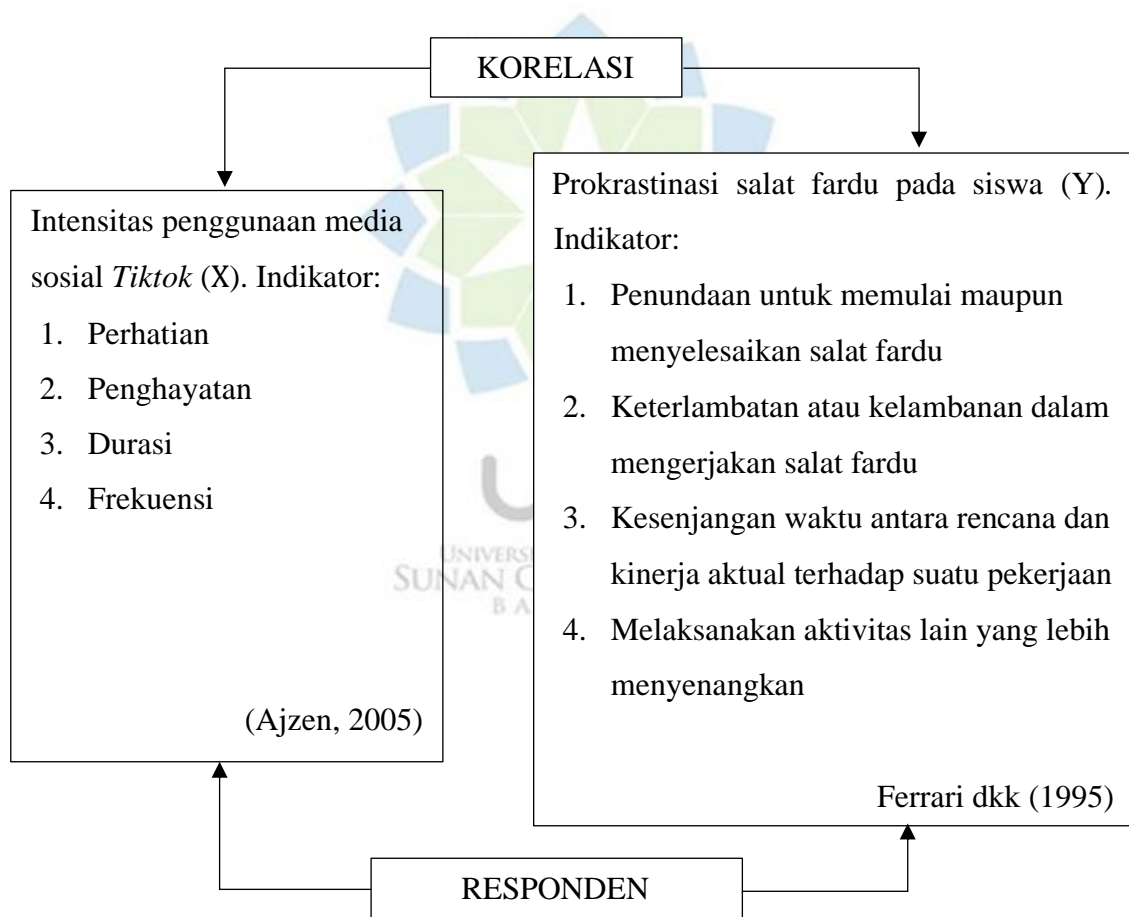 KORELASI
Intensitas penggunaan media
sosial Tiktok (X). Indikator:
1. Perhatian
2. Penghayatan
3. Durasi
4. Frekuensi
(Ajzen, 2005)
Prokrastinasi salat fardu pada siswa (Y).
Indikator:
1. Penundaan untuk memulai maupun
menyelesaikan salat fardu
2. Keterlambatan atau kelambanan dalam
mengerjakan salat fardu
3. Kesenjangan waktu antara rencana dan
kinerja aktual terhadap suatu pekerjaan
4. Melaksanakan aktivitas lain yang lebih
menyenangkan
Ferrari dkk (1995)
SUNAN
RESPONDEN